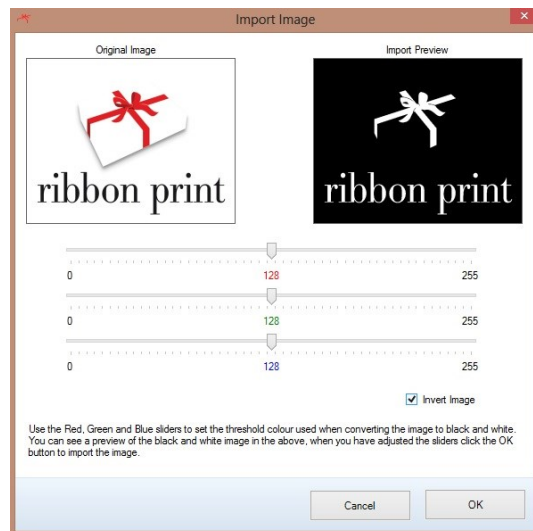 Import Image
Original Image
Import Preview
ribbon print
ribbon print
0 128 255
0 128 255
0 128 255
Invert Image
Use the Red, Green and Blue sliders to set the threshold colour used when converting the image to black and white.
You can see a preview of the black and white image in the above, when you have adjusted the sliders click the OK
button to import the image.
Cancel
OK